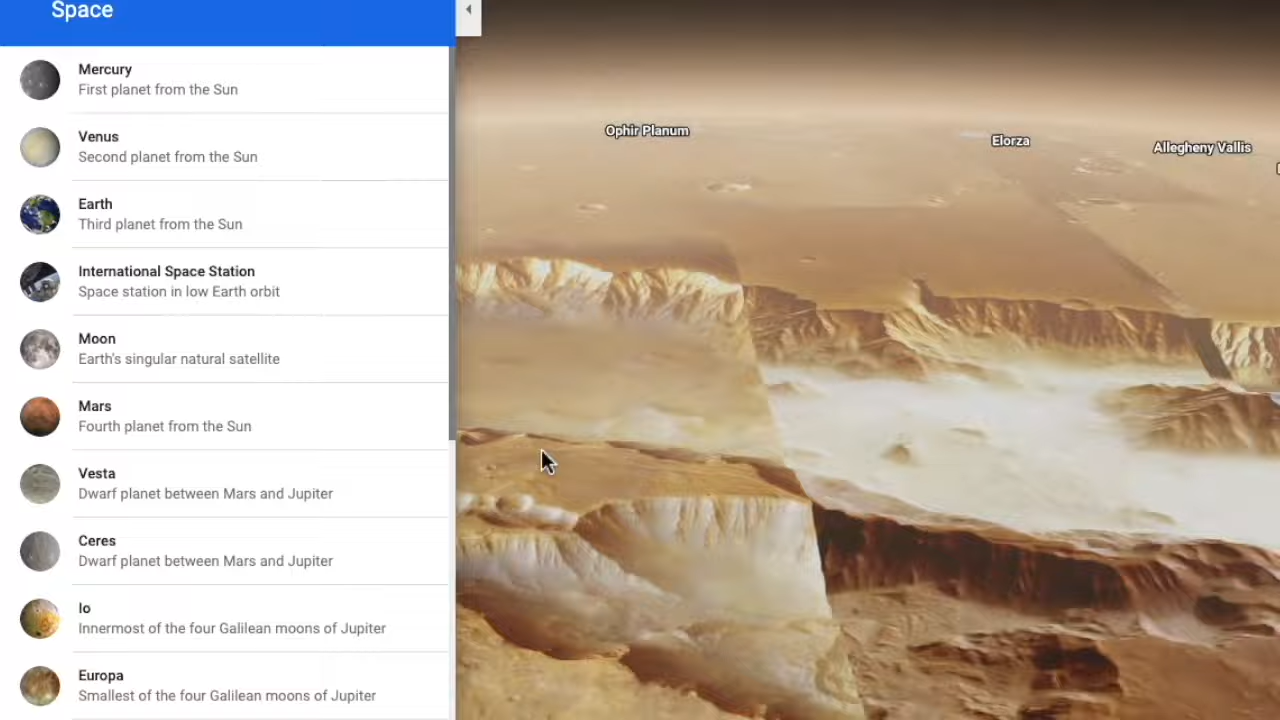 Space
Mercury
First planet from the Sun
Venus
Second planet from the Sun
Earth
Third planet from the Sun
International Space Station
Space station in low Earth orbit
Moon
Earth's singular natural satellite
Mars
Fourth planet from the Sun
Vesta
Dwarf planet between Mars and Jupiter
Ceres
Dwarf planet between Mars and Jupiter
Io
Innermost of the four Galilean moons of Jupiter
Europa
Smallest of the four Galilean moons of Jupiter
Ophir Planum
Elorza
Allegheny Vallis